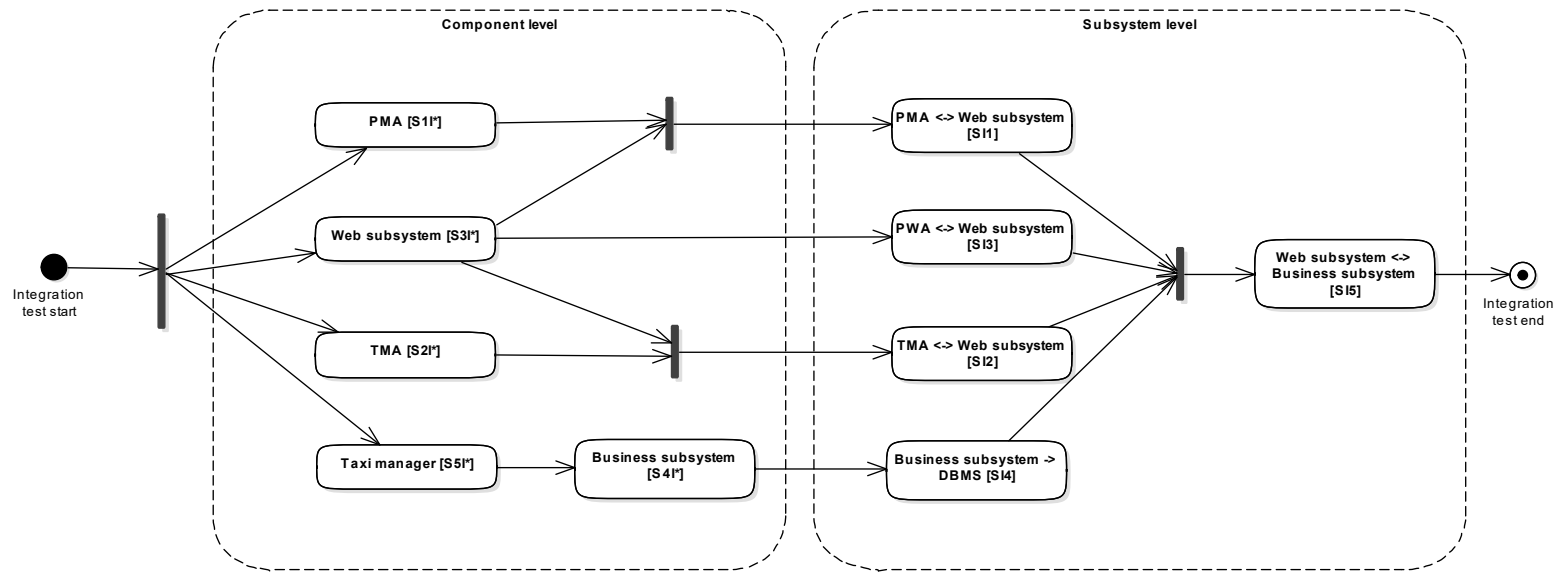 Component level
Subsystem level
PMA [S1I*]
PMA <-> Web subsystem
[SI1]
Web subsystem [S3I*]
PWA <-> Web subsystem
[SI3]
Integration
test start
Web subsystem <->
Business subsystem
[SI5]
Integration
test end
TMA [S2I*]
TMA <-> Web subsystem
[SI2]
Taxi manager [S5I*]
Business subsystem
[S4I*]
Business subsystem ->
DBMS [SI4]